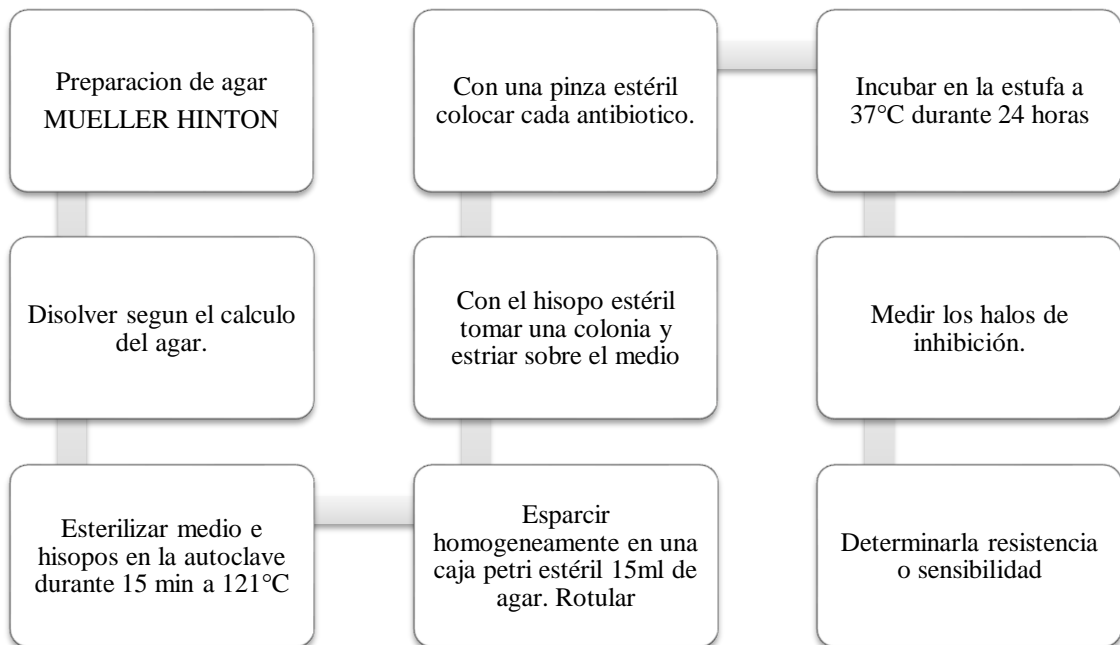 Preparacion de agar
MUELLER HINTON
Disolver segun el calculo
del agar.
Esterilizar medio e
hisopos en la autoclave
durante 15 min a 121°C
Esparcir
homogeneamente en una
caja petri estéril 15ml de
agar. Rotular
Con el hisopo estéril
tomar una colonia y
estriar sobre el medio
Con una pinza estéril
colocar cada antibiotico.
Incubar en la estufa a
37°C durante 24 horas
Medir los halos de
inhibición.
Determinarla resistencia
o sensibilidad